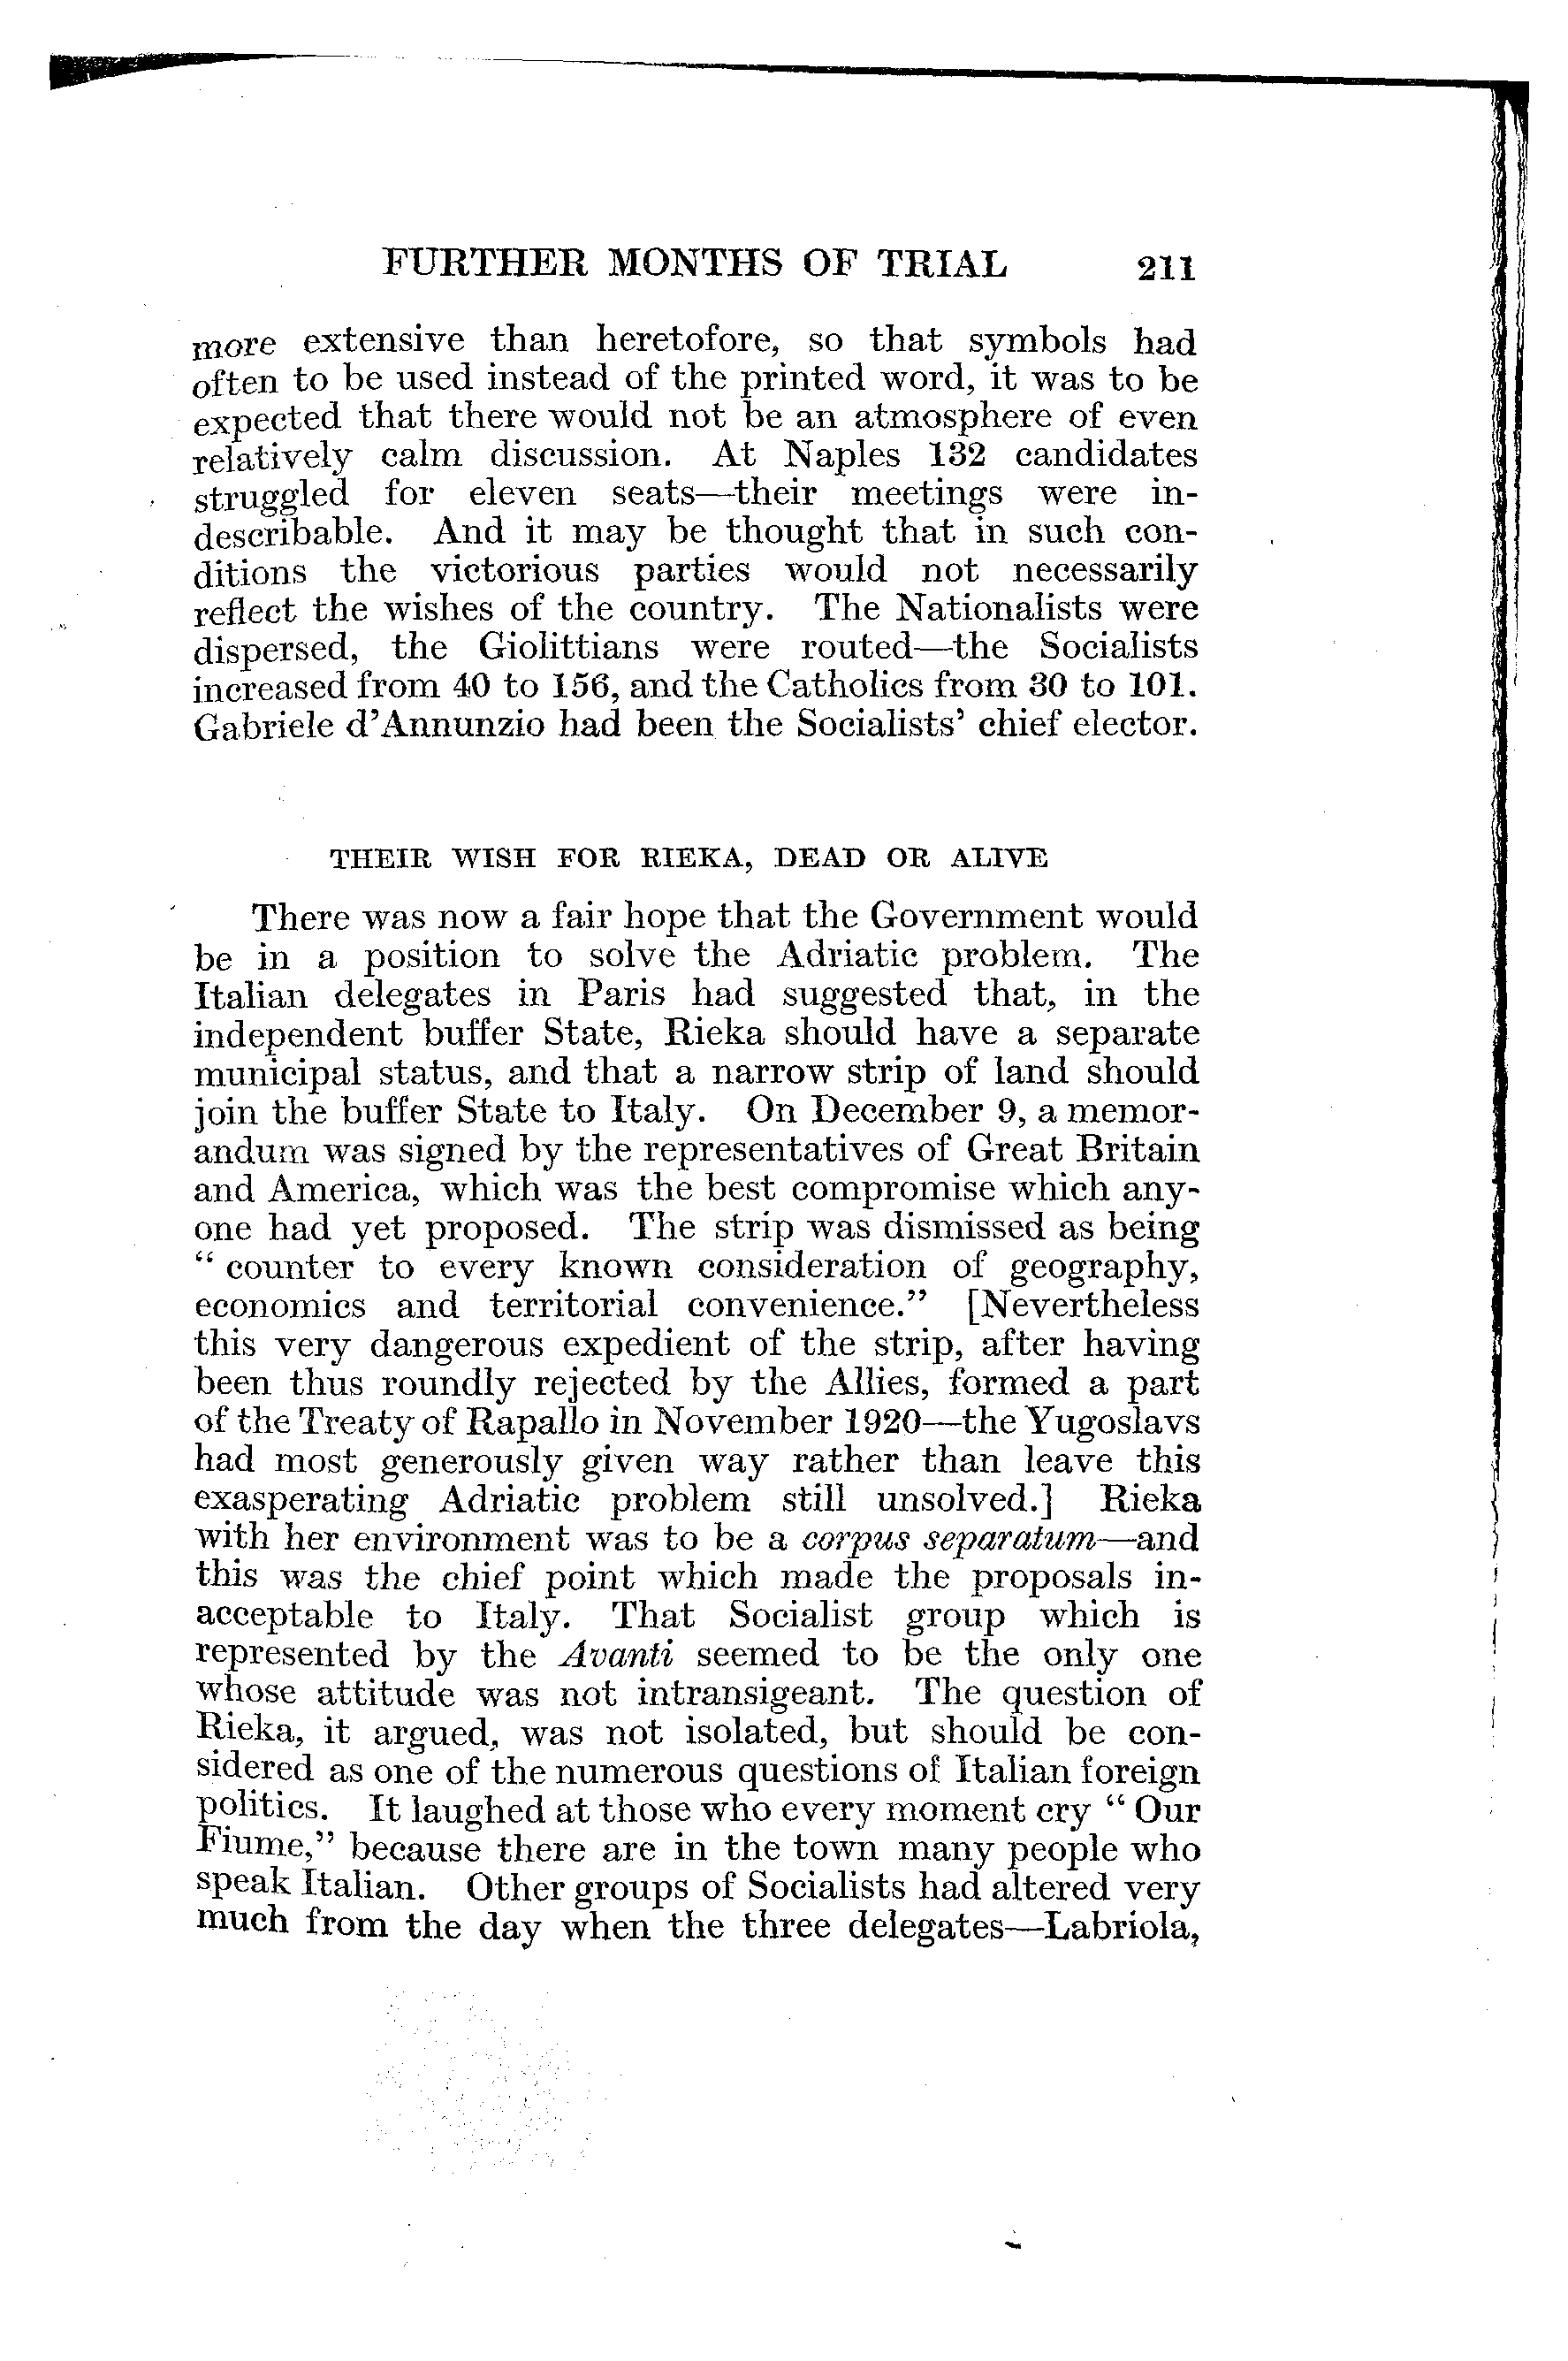 FURTHER MONTHS OF TRIAL 211
more extensive than heretofore, so that symbols had
often to be used instead of the printed word, it was to be
expected that there would not be an atmosphere of even
relatively calm discussion. At Naples 132 candidates
struggled for eleven seats—their meetings were in-
describable. And it may be thought that in such con-
ditions the victorious parties would not necessarily
reflect the wishes of the country. The Nationalists were
dispersed, the Giolittians were routed—the Socialists
increased from 40 to 156, and the Catholics from 30 to 101.
Gabriele d'Annunzio had been the Socialists' chief elector.
THEIR WISH FOR RIEKA, DEAD OR ALIVE
There was now a fair hope that the Government would
be in a position to solve the Adriatic problem. The
Italian delegates in Paris had suggested that, in the
independent buffer State, Rieka should have a separate
municipal status, and that a narrow strip of land should
join the buffer State to Italy. On December 9, a memor-
andum was signed by the representatives of Great Britain
and America, which was the best compromise which any-
one had yet proposed. The strip was dismissed as being
" counter to every known consideration of geography,
economics and territorial convenience." [Nevertheless
this very dangerous expedient of the strip, after having
been thus roundly rejected by the Allies, formed a part
of the Treaty of Rapallo in November 1920—the Yugoslavs
had most generously given way rather than leave this
exasperating Adriatic problem still unsolved.] Rieka
with her environment was to be a corpus separatum—and
this was the chief point which made the proposals in-
acceptable to Italy. That Socialist group which is
represented by the Avanti seemed to be the only one
whose attitude was not intransigeant. The question of
Rieka, it argued, was not isolated, but should be con-
sidered as one of the numerous questions of Italian foreign
politics. It laughed at those who every moment cry " Our
Fiume," because there are in the town many people who
speak Italian. Other groups of Socialists had altered very
much from the day when the three delegates—Labriola,